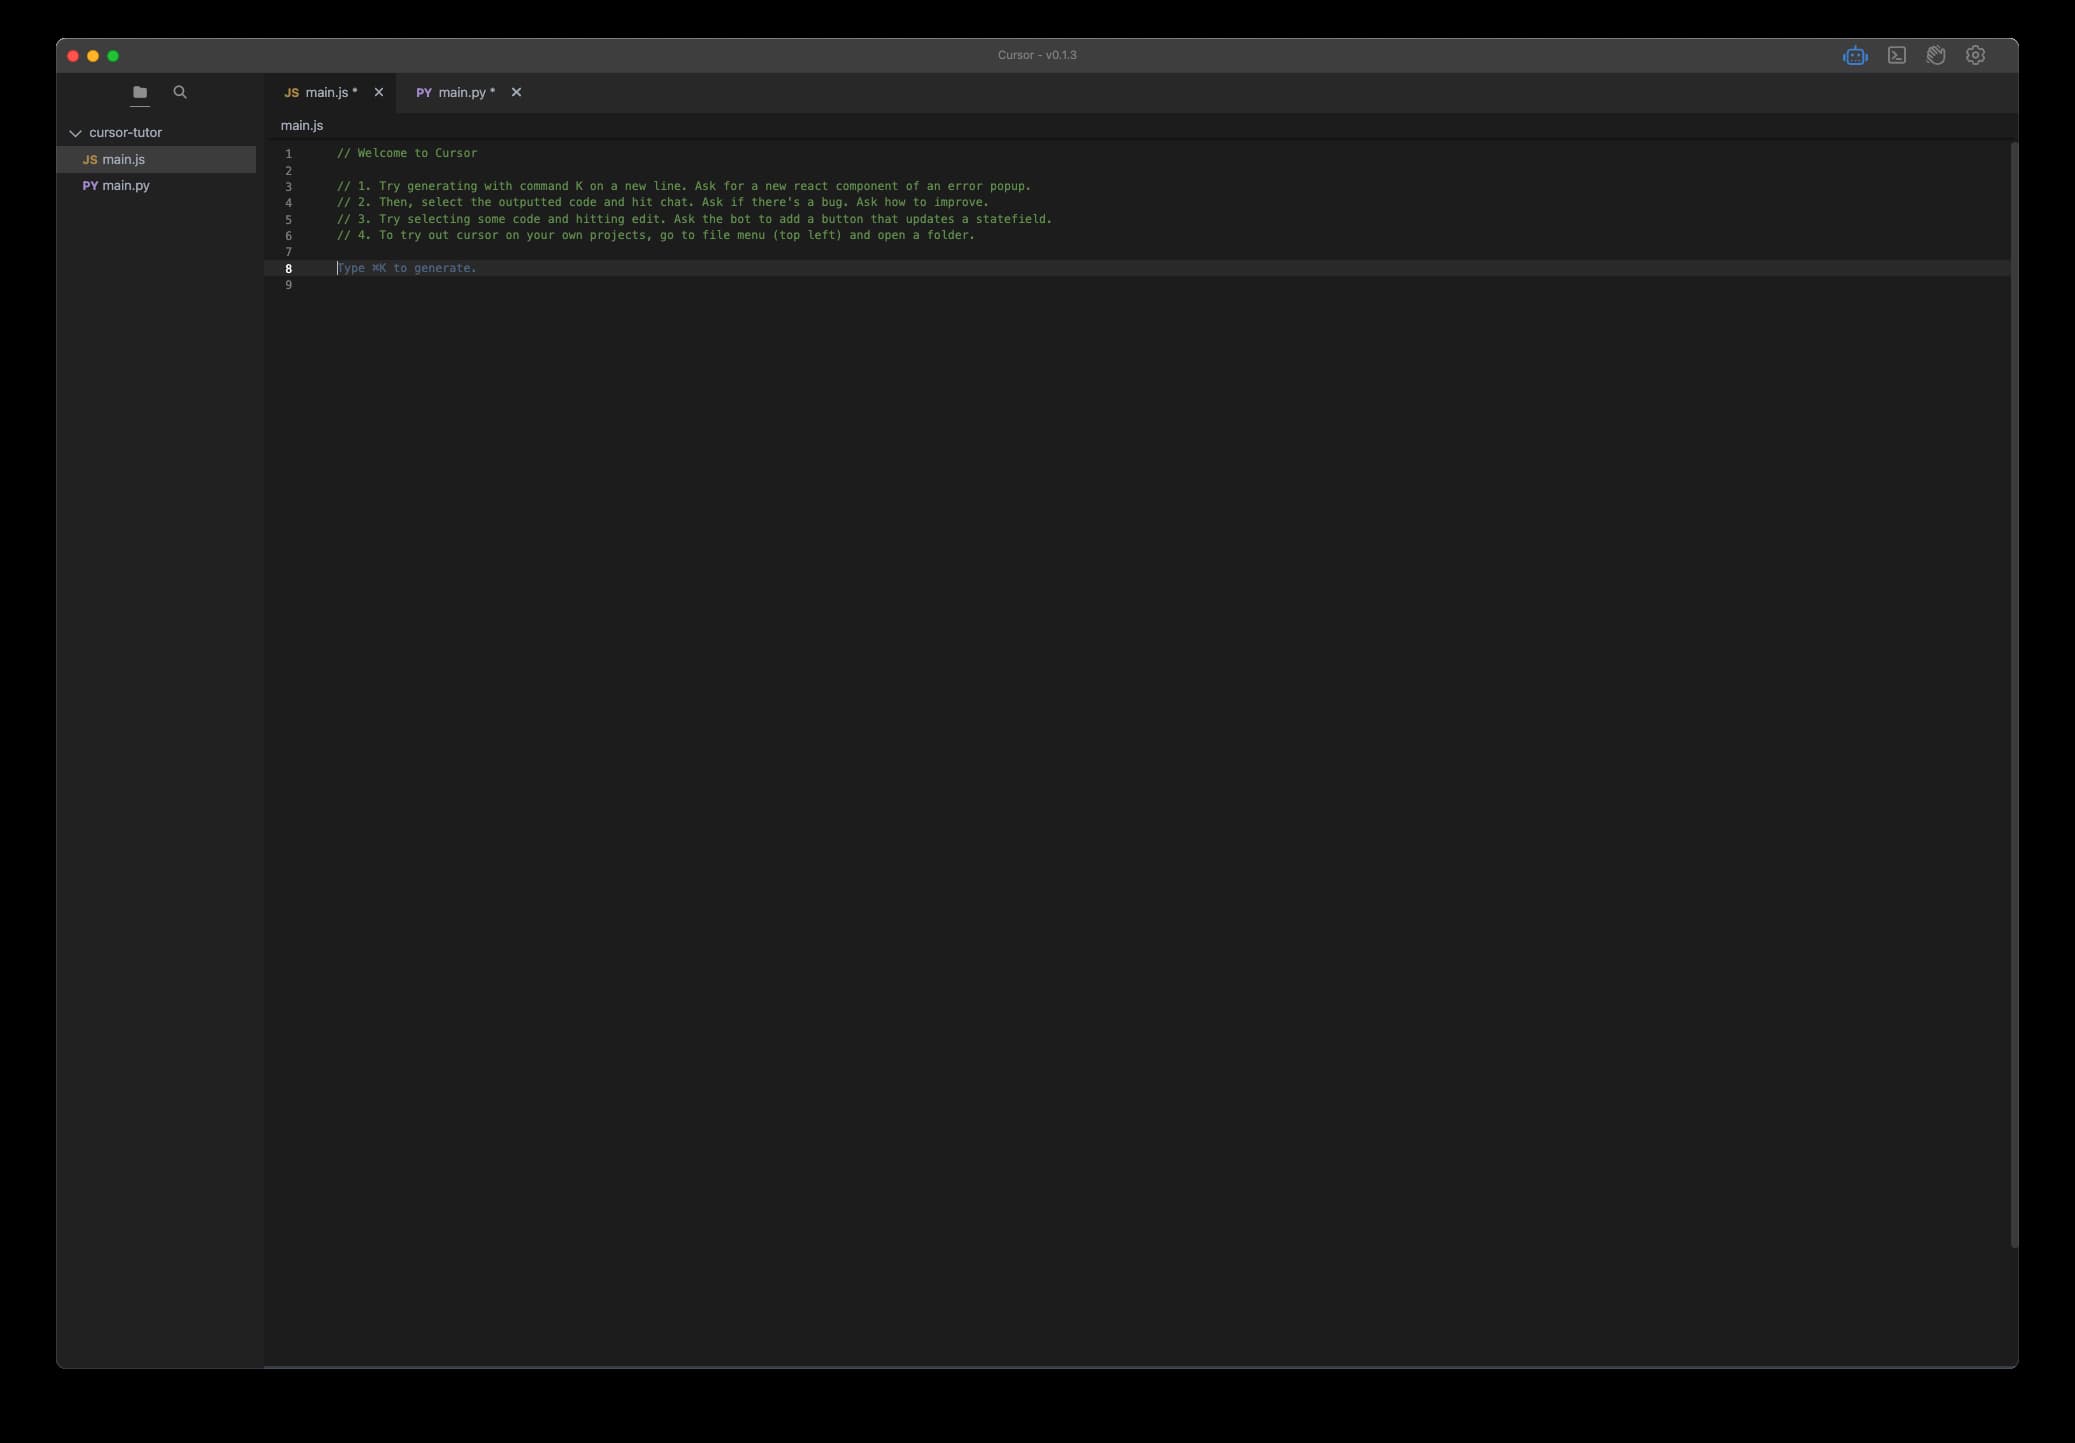 Cursor - v0.1.3
JS main.js *
PY main.py *
cursor-tutor
JS main.js
PY main.py
main.js
1 // Welcome to Cursor
2
3 // 1. Try generating with command K on a new line. Ask for a new react component of an error popup.
4 // 2. Then, select the outputted code and hit chat. Ask if there's a bug. Ask how to improve.
5 // 3. Try selecting some code and hitting edit. Ask the bot to add a button that updates a statefield.
6 // 4. To try out cursor on your own projects, go to file menu (top left) and open a folder.
7
8 Type ⌘K to generate.
9